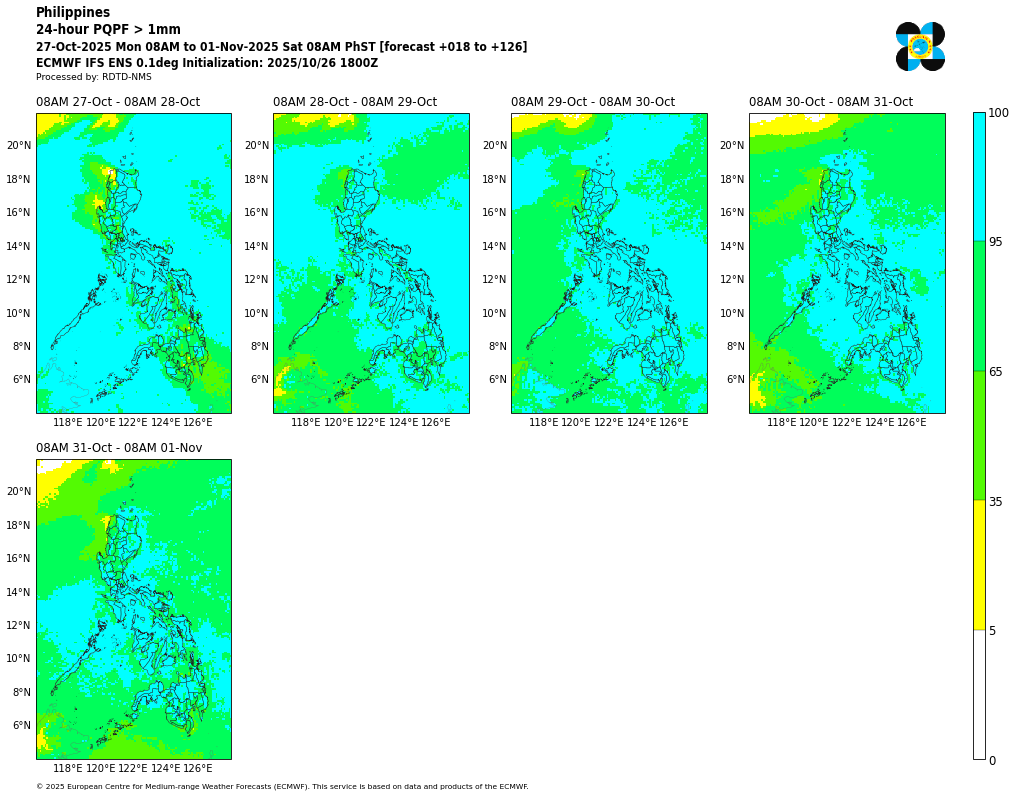 Philippines
24-hour PQPF > 1mm
27-Oct-2025 Mon 08AM to 01-Nov-2025 Sat 08AM PhST [forecast +018 to +126]
ECMWF IFS ENS 0.1deg Initialization: 2025/10/26 1800Z
Processed by: RDTD-NMS
08AM 27-Oct - 08AM 28-Oct
08AM 28-Oct - 08AM 29-Oct
08AM 29-Oct - 08AM 30-Oct
08AM 30-Oct - 08AM 31-Oct
20°N 20°N 20°N 20°N
18°N 18°N 18°N 18°N
16°N 16°N 16°N 16°N
14°N 14°N 14°N 14°N
12°N 12°N 12°N 12°N
10°N 10°N 10°N 10°N
8°N 8°N 8°N 8°N
6°N 6°N 6°N 6°N
118°E 120°E 122°E 124°E 126°E 118°E 120°E 122°E 124°E 126°E 118°E 120°E 122°E 124°E 126°E 118°E 120°E 122°E 124°E 126°E
08AM 31-Oct - 08AM 01-Nov
20°N
18°N
16°N
14°N
12°N
10°N
8°N
6°N
118°E 120°E 122°E 124°E 126°E
100
95
65
35
5
0
© 2025 European Centre for Medium-range Weather Forecasts (ECMWF). This service is based on data and products of the ECMWF.